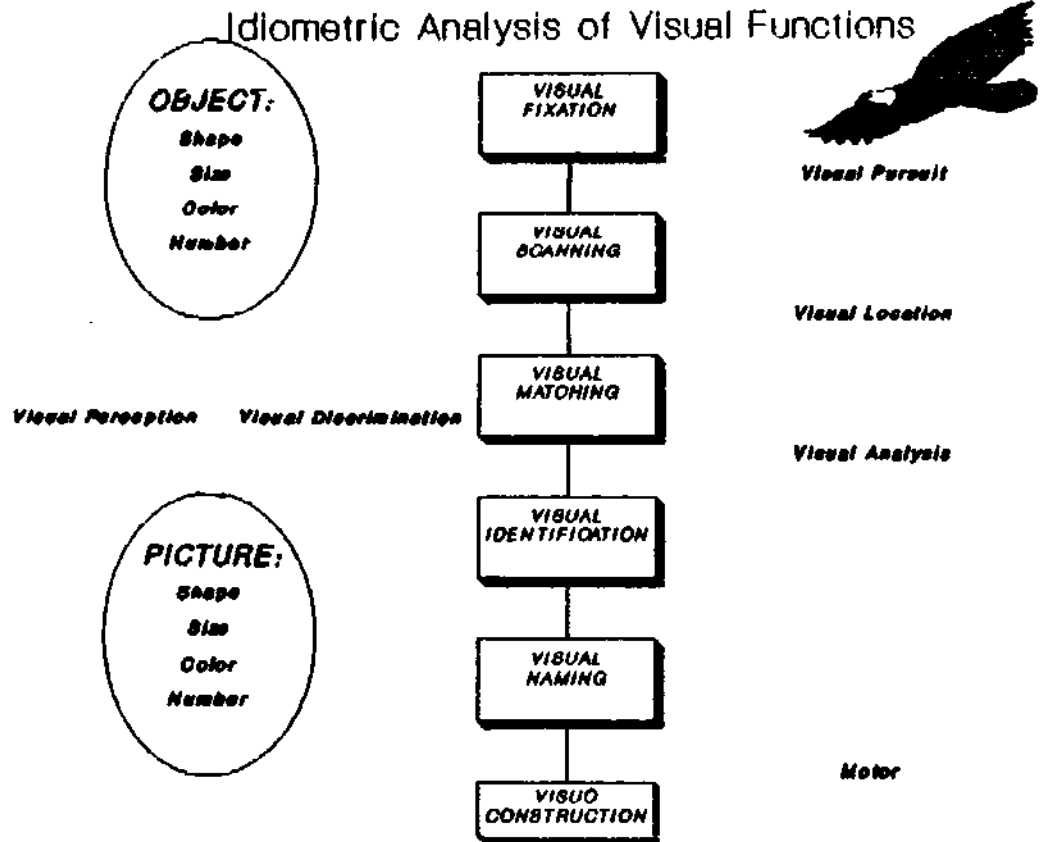 Idiometric Analysis of Visual Functions
OBJECT:
Shape
Size
Color
Number
VISUAL
FIXATION
Visual Pursuit
VISUAL
SCANNING
Visual Location
VISUAL
MATCHING
Visual Perception
Visual Discrimination
Visual Analysis
PICTURE:
Shape
Size
Color
Number
VISUAL
IDENTIFICATION
VISUAL
NAMING
Motor
VISUO
CONSTRUCTION